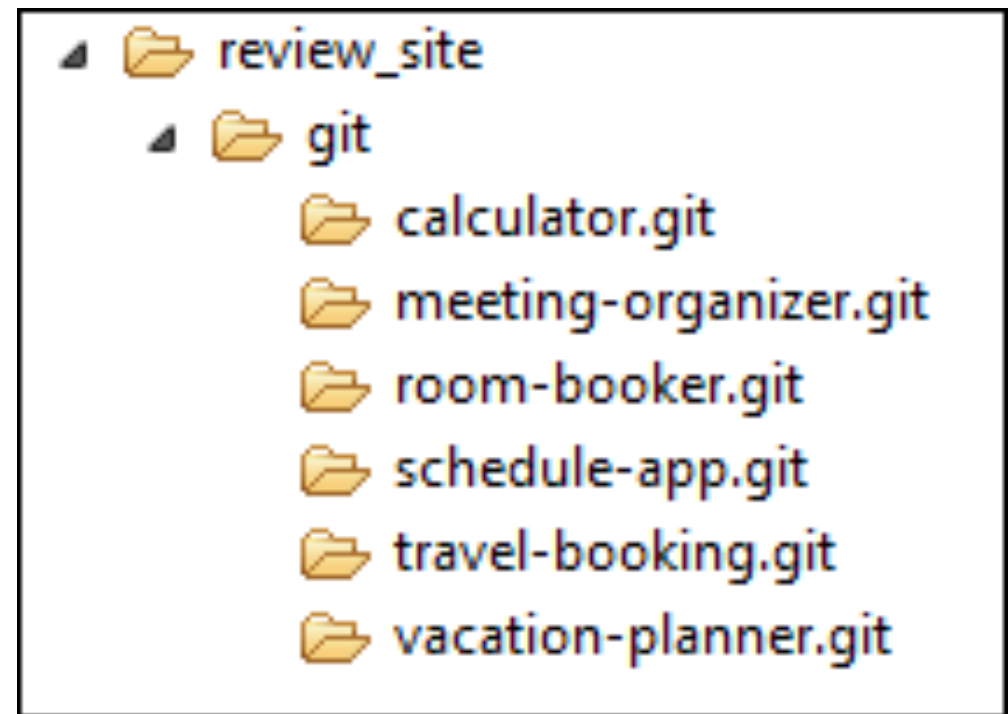 review_site
git
calculator.git
meeting-organizer.git
room-booker.git
schedule-app.git
travel-booking.git
vacation-planner.git